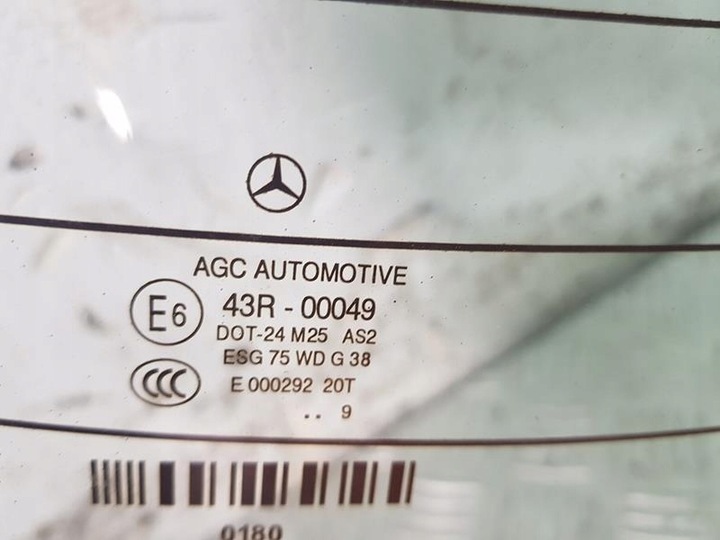 AGC AUTOMOTIVE
E6 43R - 00049
DOT-24 M25 AS2
ESG 75 WD G 38
CCC E 000292 20T
.. 9
0180